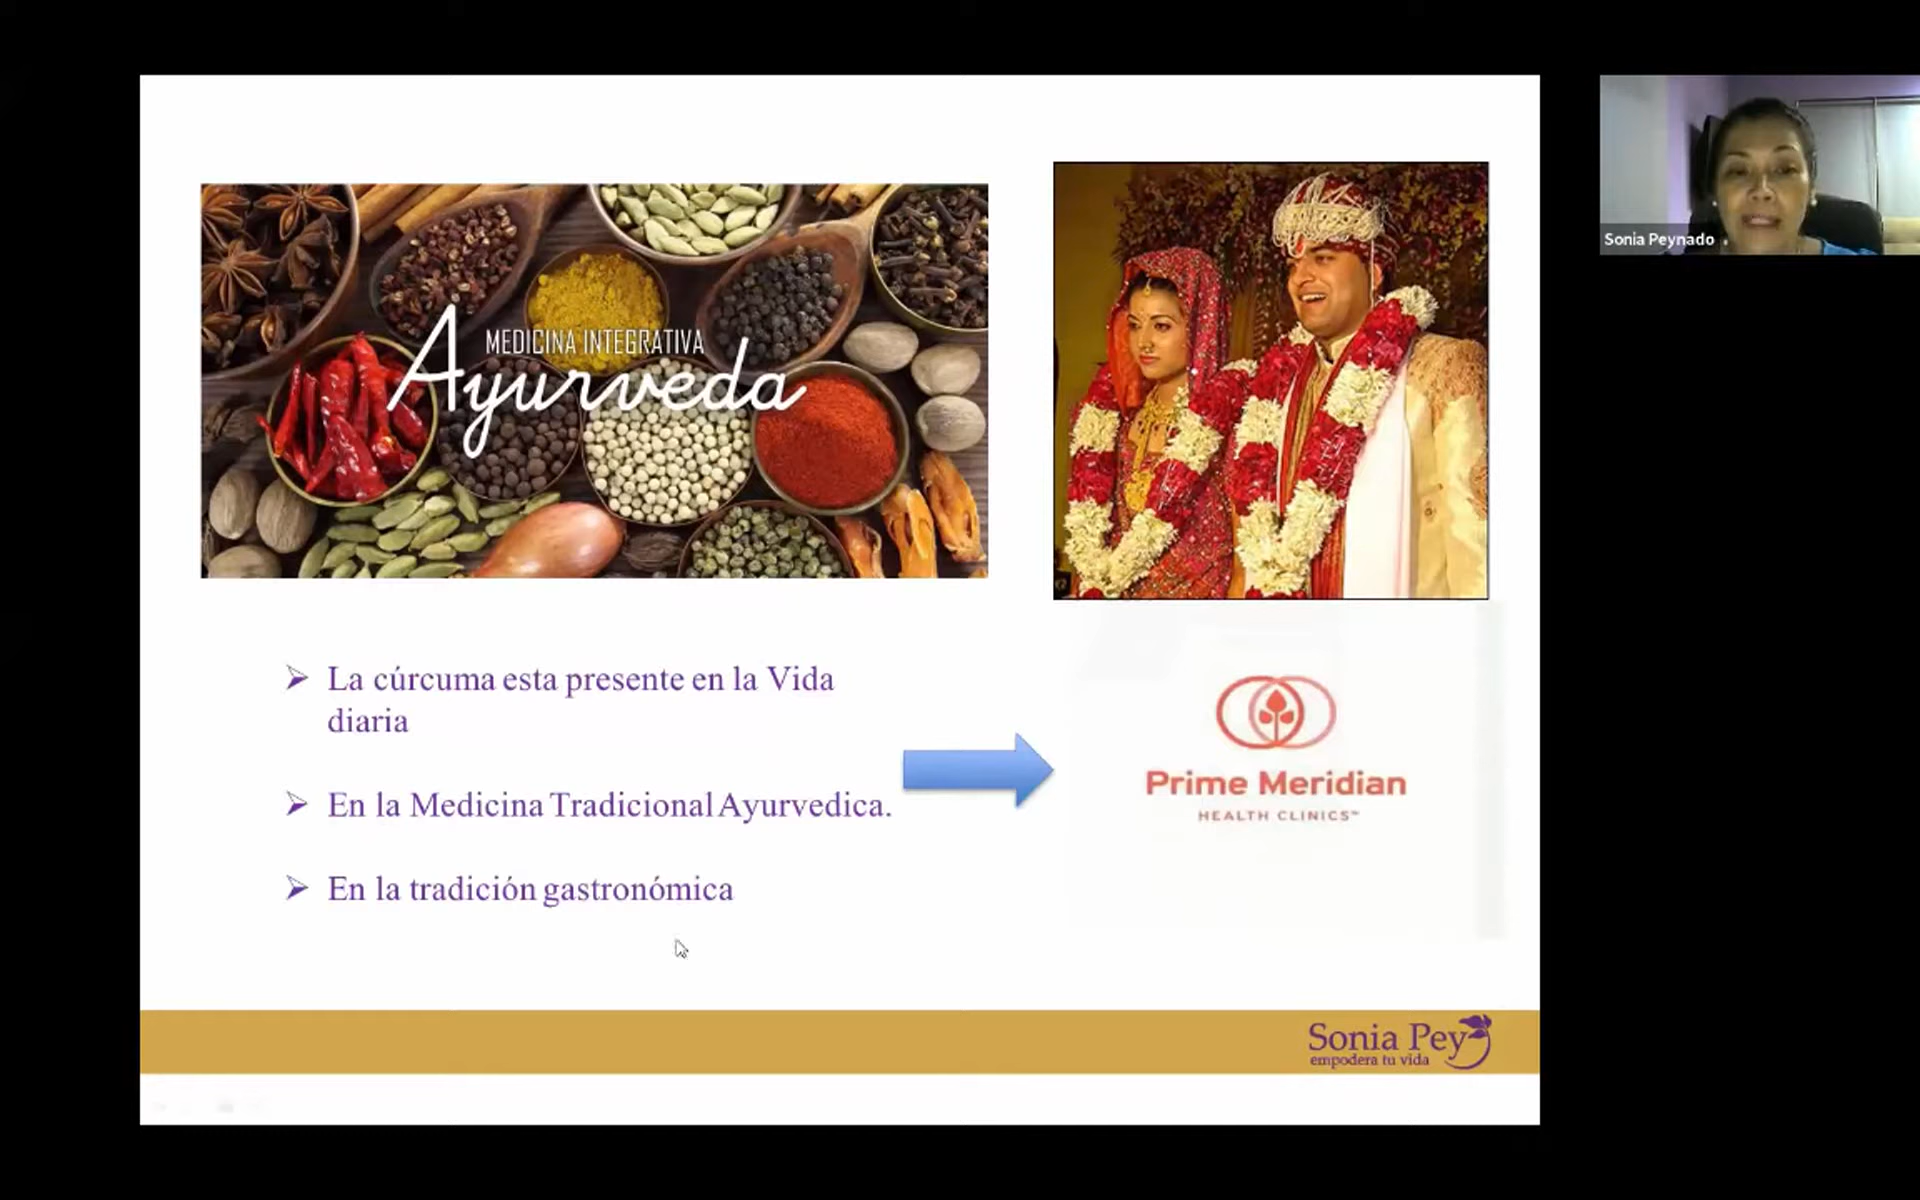 MEDICINA INTEGRATIVA
Ayurveda
Sonia Peynado
La cúrcuma esta presente en la Vida
diaria
En la Medicina Tradicional Ayurvedica.
En la tradición gastronómica
Prime Meridian
HEALTH CLINICS™
Sonia Pey
empodera tu vida